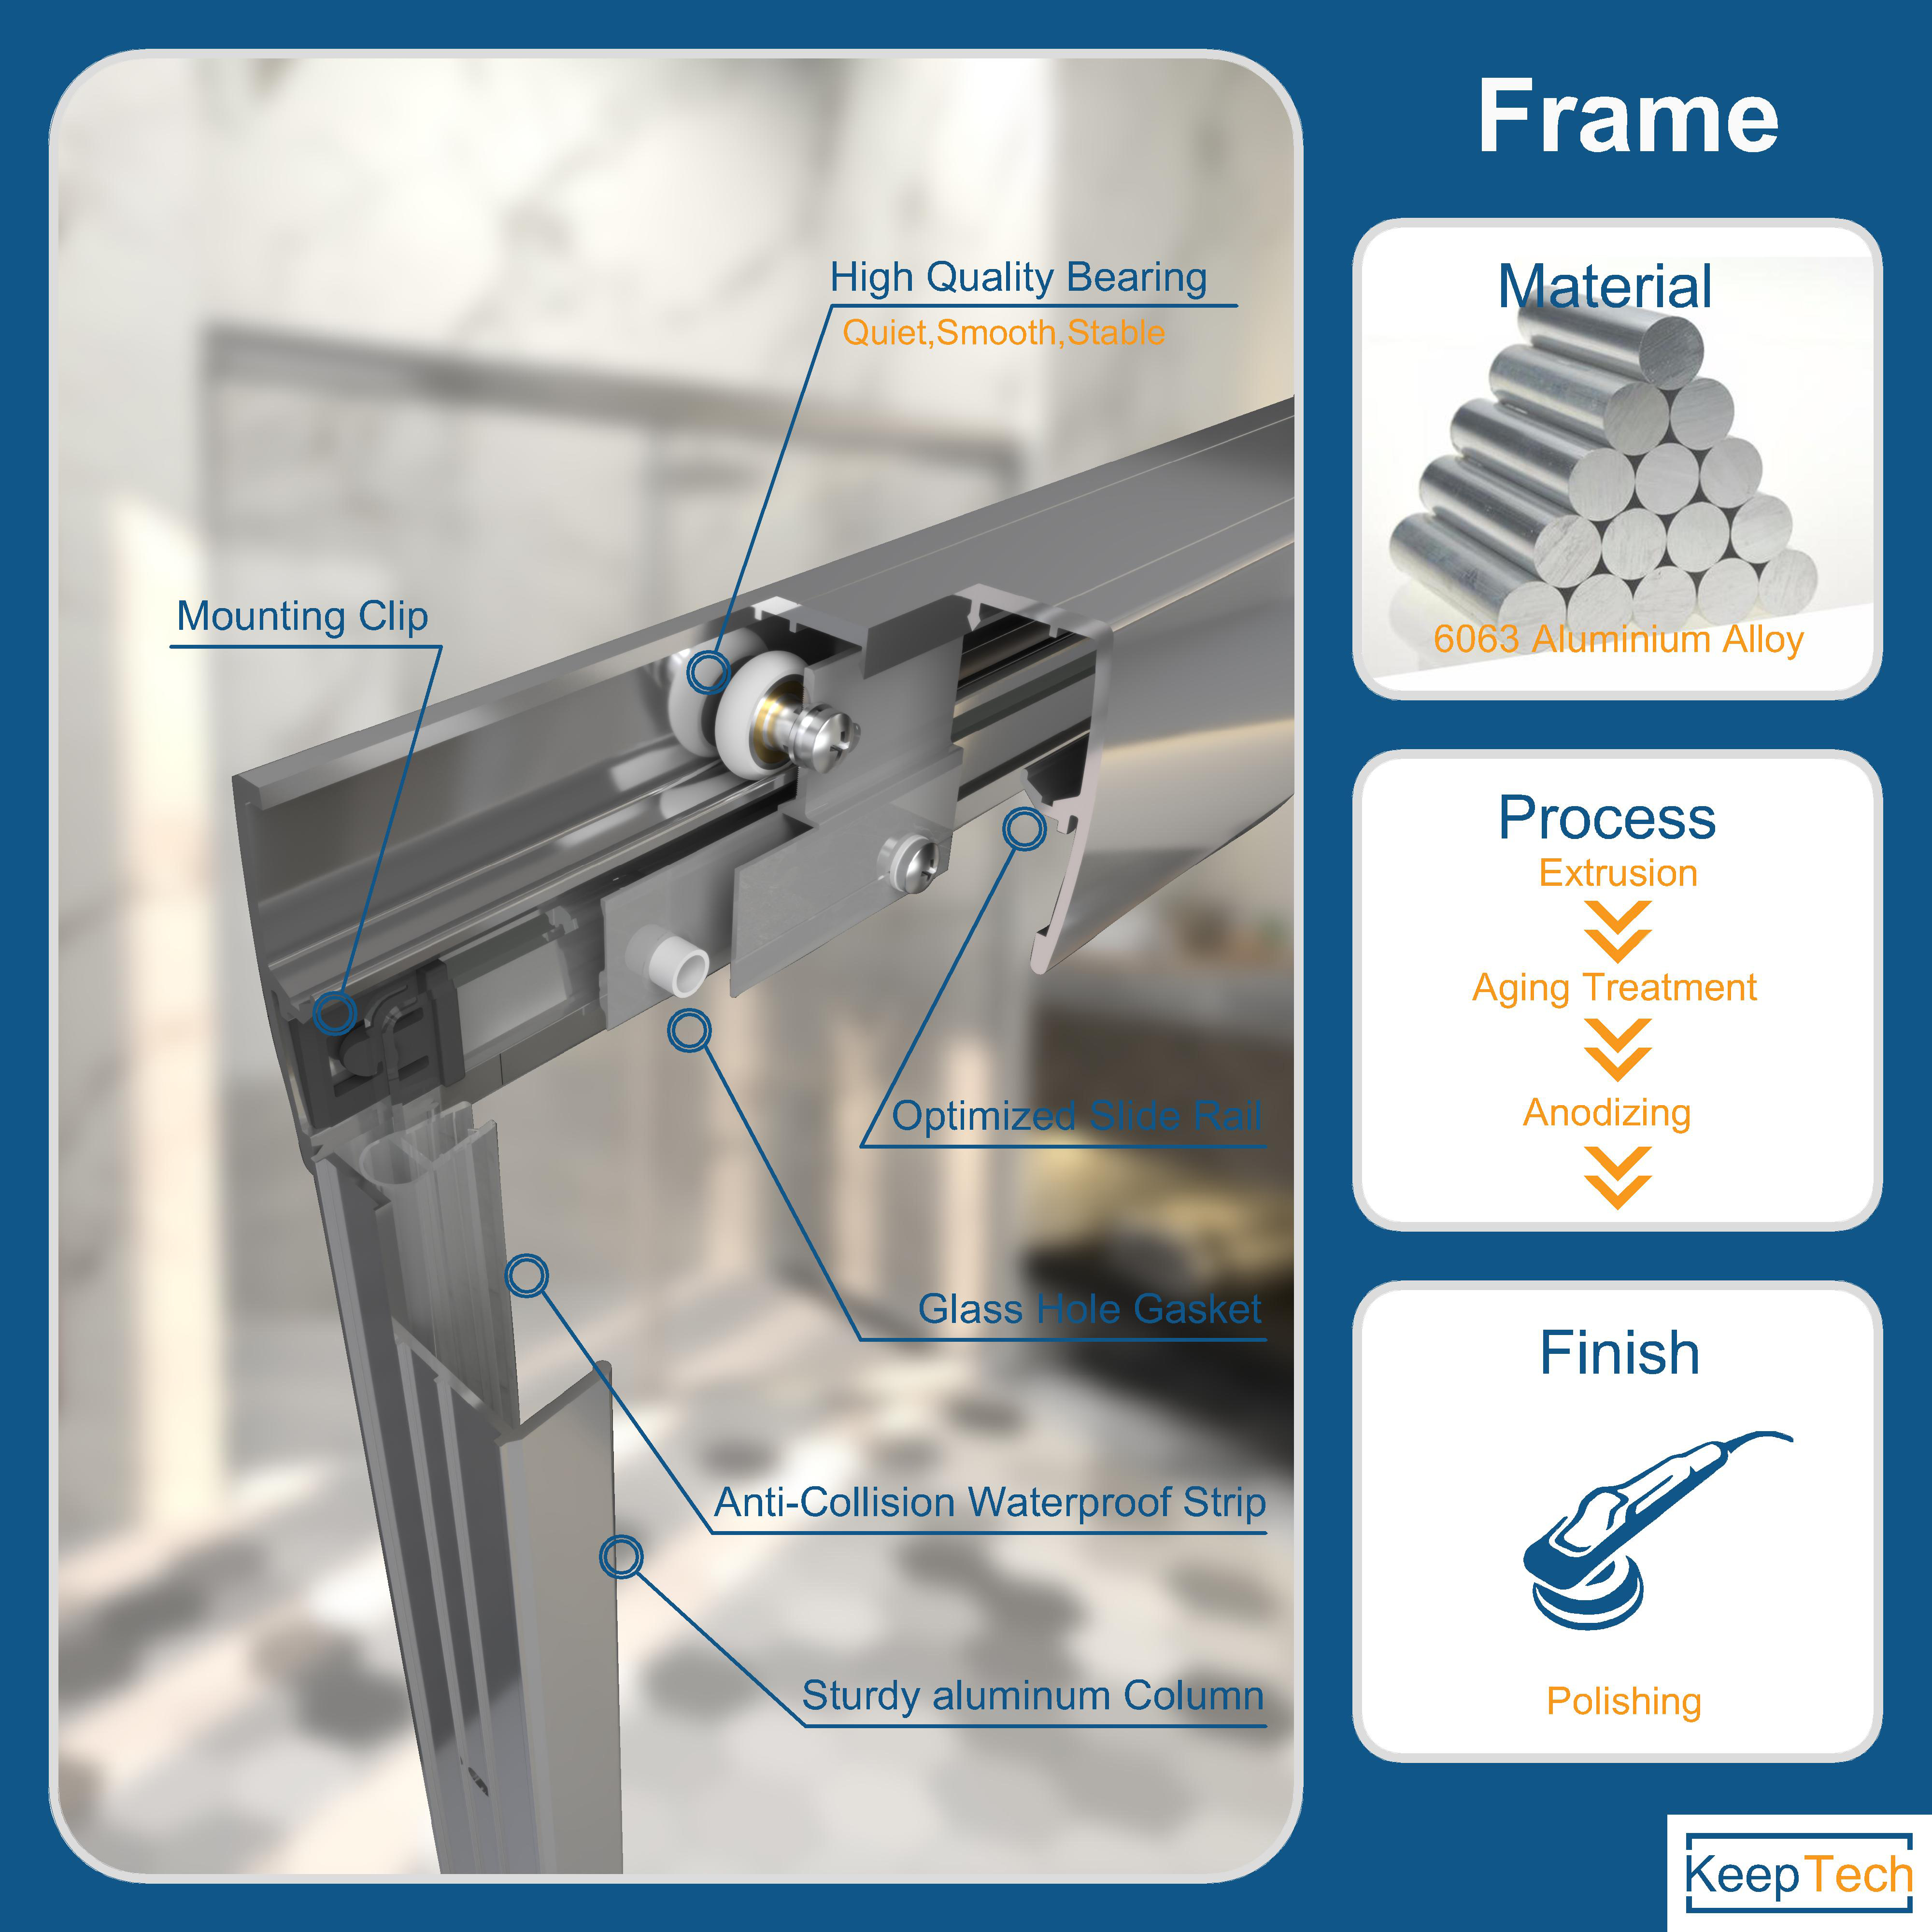 Frame
High Quality Bearing
Quiet,Smooth,Stable
Mounting Clip
Optimized Slide Rail
Glass Hole Gasket
Anti-Collision Waterproof Strip
Sturdy aluminum Column
Material
6063 Aluminium Alloy
Process
Extrusion
Aging Treatment
Anodizing
Finish
Polishing
KeepTech